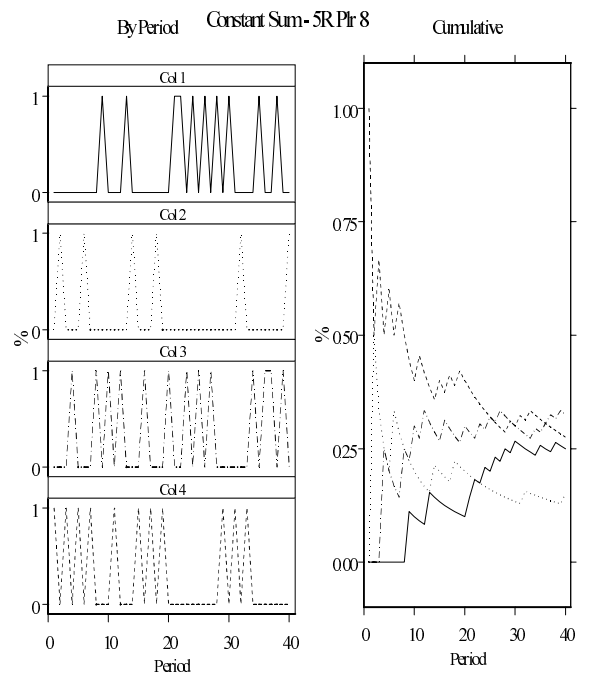 Constant Sum - 5R Plr 8
By Period
Cumulative
Col 1
1
0
Col 2
1
0
Col 3
1
0
Col 4
1
0
%
0 10 20 30 40
Period
1.00
0.75
0.50
0.25
0.00
%
0 10 20 30 40
Period